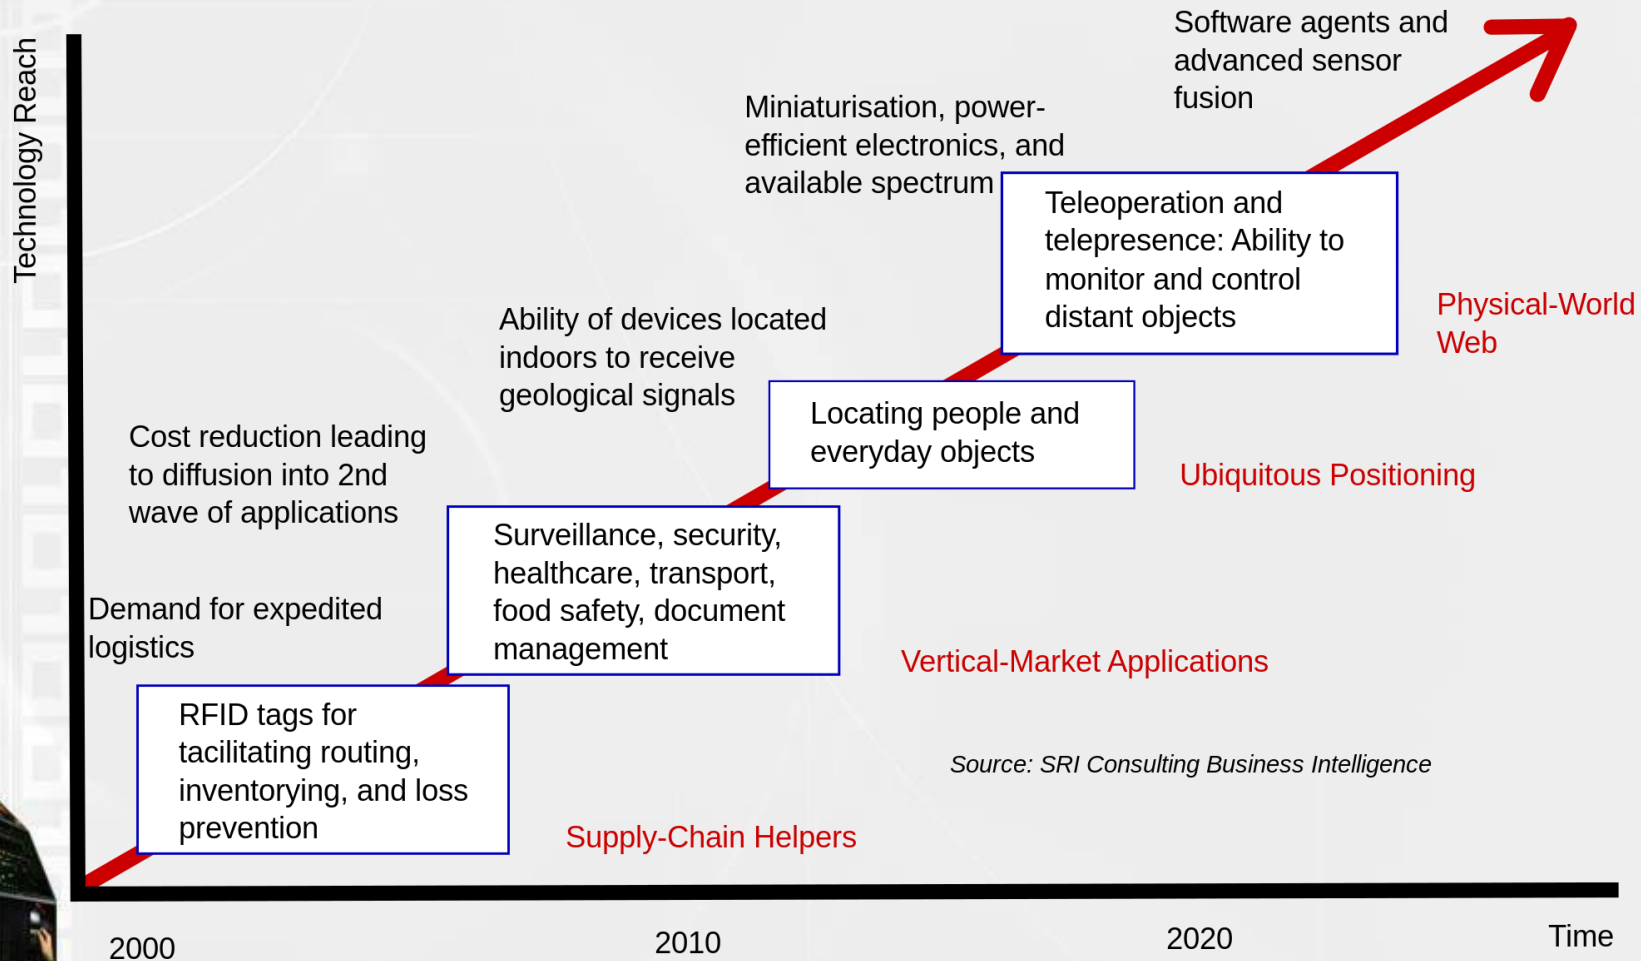 Technology Reach
Software agents and
advanced sensor
fusion
Miniaturisation, power-
efficient electronics, and
available spectrum
Teleoperation and
telepresence: Ability to
monitor and control
distant objects
Physical-World
Web
Ability of devices located
indoors to receive
geological signals
Locating people and
everyday objects
Ubiquitous Positioning
Cost reduction leading
to diffusion into 2nd
wave of applications
Surveillance, security,
healthcare, transport,
food safety, document
management
Vertical-Market Applications
Demand for expedited
logistics
RFID tags for
tacilitating routing,
inventorying, and loss
prevention
Source: SRI Consulting Business Intelligence
Supply-Chain Helpers
2000
2010
2020
Time